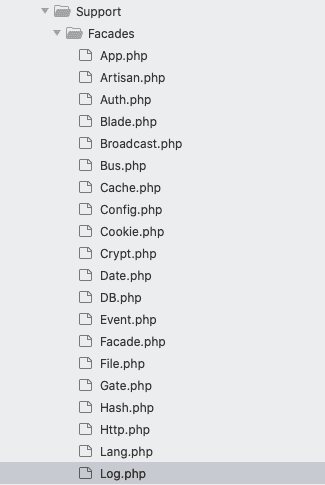 Support
Facades
App.php
Artisan.php
Auth.php
Blade.php
Broadcast.php
Bus.php
Cache.php
Config.php
Cookie.php
Crypt.php
Date.php
DB.php
Event.php
Facade.php
File.php
Gate.php
Hash.php
Http.php
Lang.php
Log.php